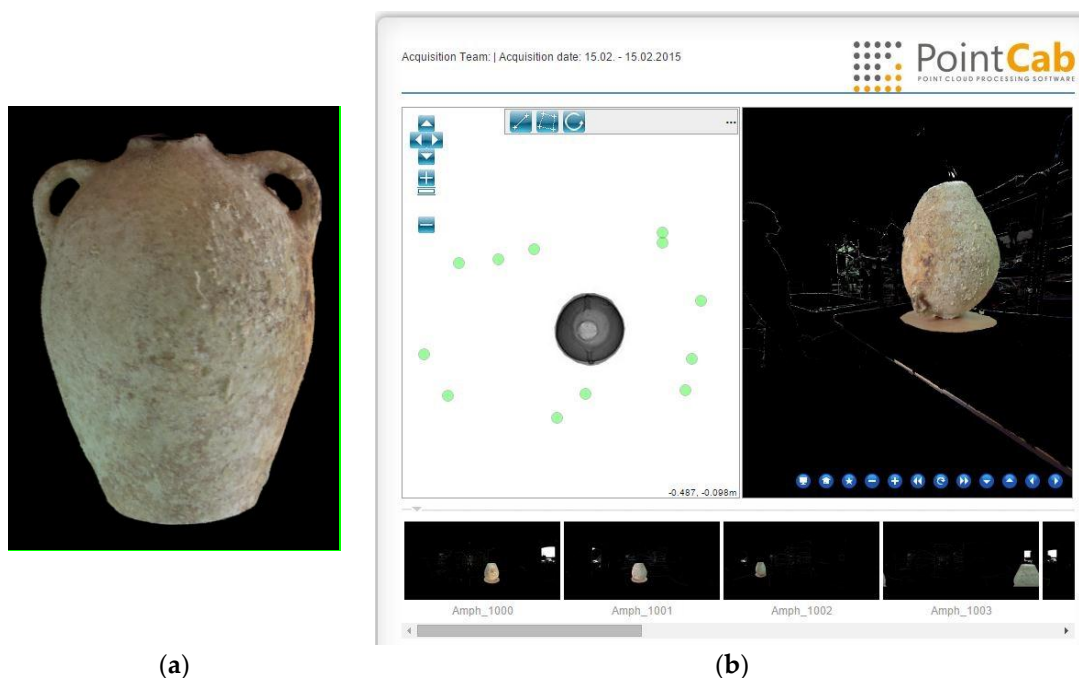 Acquisition Team: | Acquisition date: 15.02. - 15.02.2015
PointCab
POINT CLOUD PROCESSING SOFTWARE
...
-0.487, -0.098m
Amph_1000
Amph_1001
Amph_1002
Amph_1003
(a)
(b)